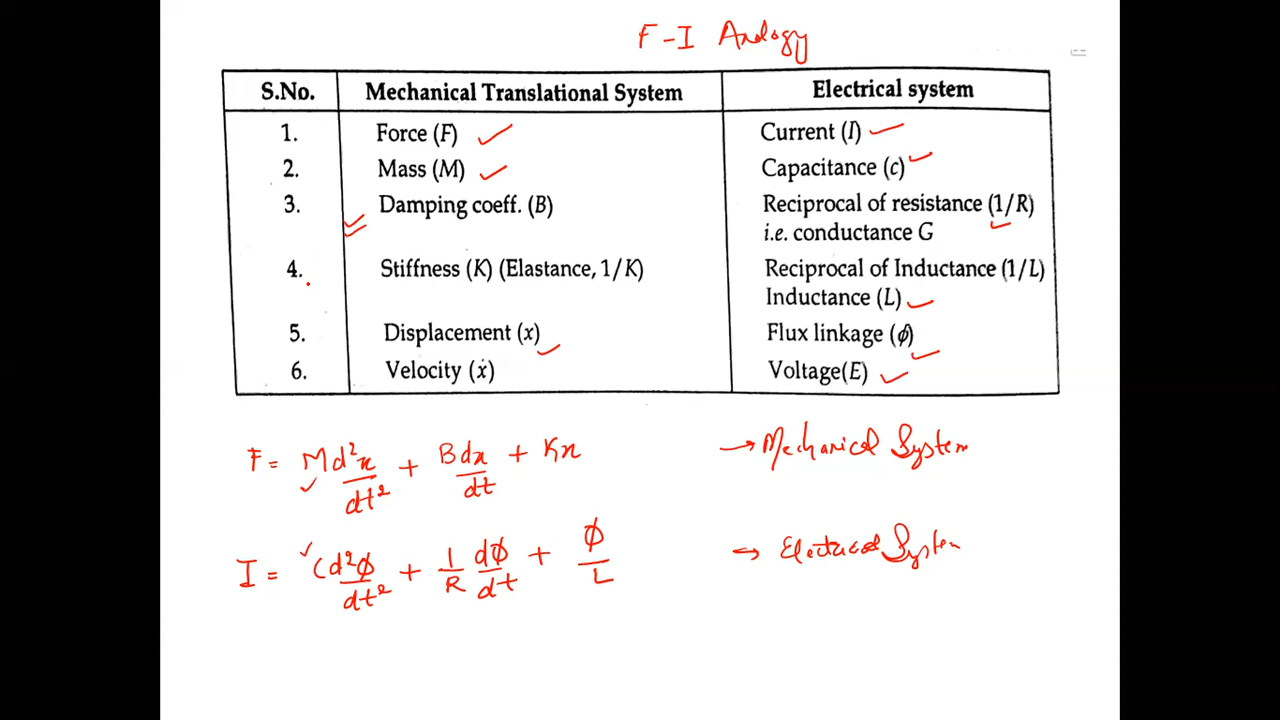 F-I Analogy
S.No. Mechanical Translational System Electrical system
1. Force (F) Current (I)
2. Mass (M) Capacitance (c)
3. Damping coeff. (B) Reciprocal of resistance (1/R)
i.e. conductance G
4. Stiffness (K) (Elastance, 1/K) Reciprocal of Inductance (1/L)
Inductance (L)
5. Displacement (x) Flux linkage (ϕ)
6. Velocity (ẋ) Voltage(E)
F = Md²x/dt² + Bdx/dt + Kx → Mechanical System
I = Cd²ϕ/dt² + 1/R dϕ/dt + ϕ/L → Electrical System